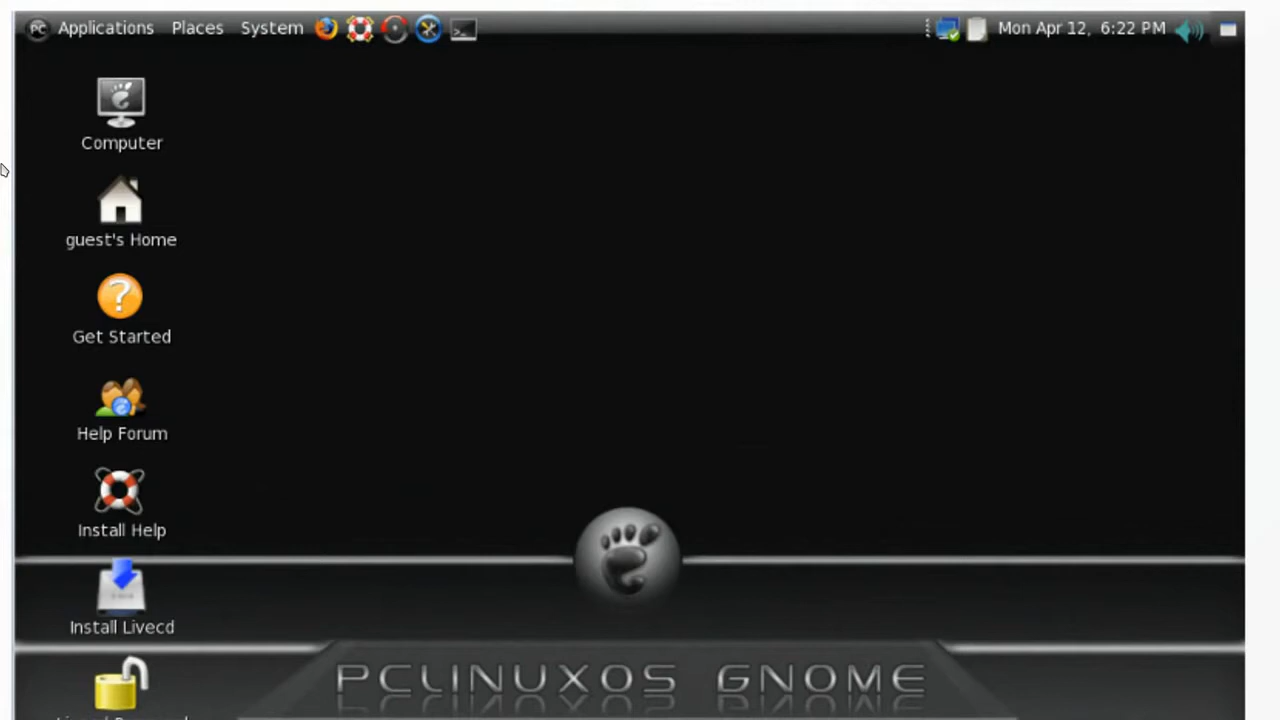 Applications Places System Mon Apr 12, 6:22 PM
Computer
guest's Home
Get Started
Help Forum
Install Help
Install Livecd
PCLINUXOS GNOME